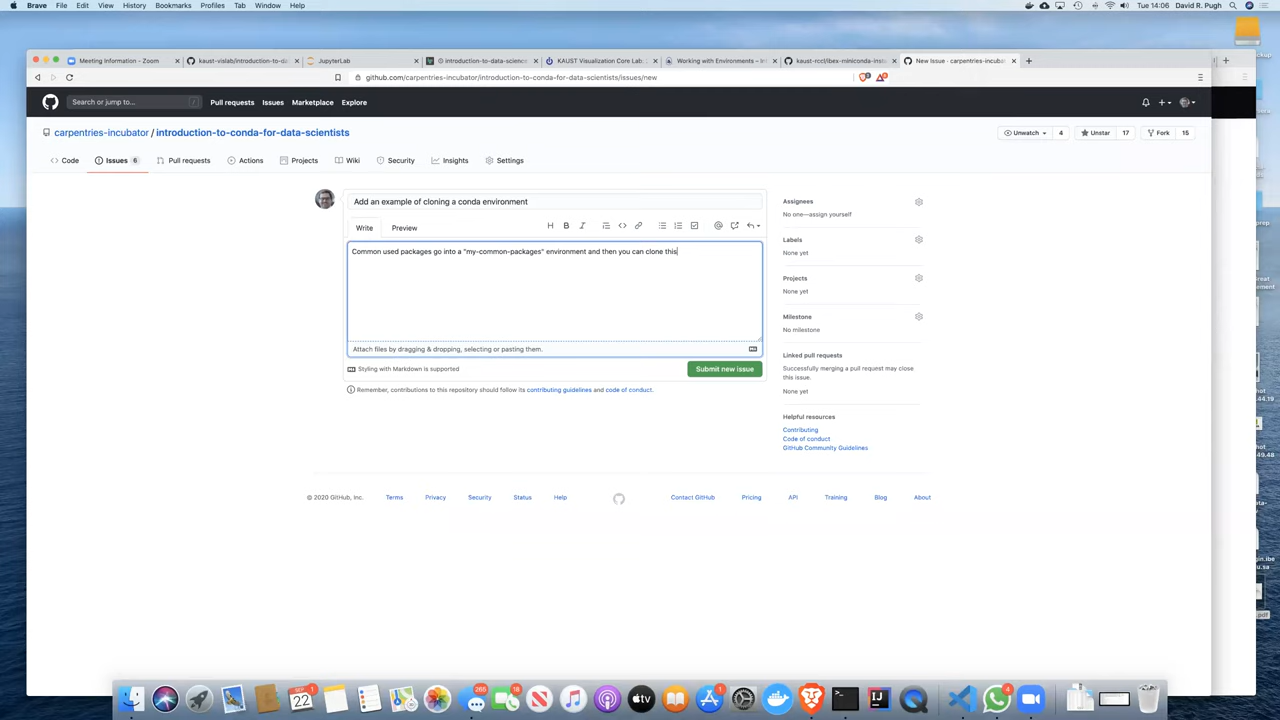 Brave File Edit View History Bookmarks Profiles Tab Window Help
Tue 14:06 David R. Pugh
Meeting Information - Zoom
kaust-vislab/introduction-to-da
JupyterLab
introduction-to-data-science
KAUST Visualization Core Lab
Working with Environments – In
kaust-rccl/ibex-miniconda-inst
New Issue · carpentries-incubat
github.com/carpentries-incubator/introduction-to-conda-for-data-scientists/issues/new
Search or jump to... /
Pull requests Issues Marketplace Explore
carpentries-incubator / introduction-to-conda-for-data-scientists
Unwatch 4 Unstar 17 Fork 15
Code Issues 6 Pull requests Actions Projects Wiki Security Insights Settings
Add an example of cloning a conda environment
Write Preview
Common used packages go into a "my-common-packages" environment and then you can clone this
Attach files by dragging & dropping, selecting or pasting them.
Styling with Markdown is supported
Submit new issue
Remember, contributions to this repository should follow its contributing guidelines and code of conduct.
Assignees
No one—assign yourself
Labels
None yet
Projects
None yet
Milestone
No milestone
Linked pull requests
Successfully merging a pull request may close
this issue.
None yet
Helpful resources
Contributing
Code of conduct
GitHub Community Guidelines
© 2020 GitHub, Inc. Terms Privacy Security Status Help
Contact GitHub Pricing API Training Blog About
SEP
22
1
260
18
1
4